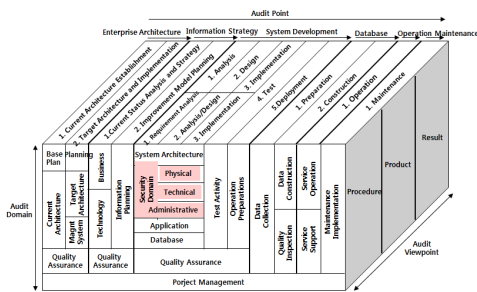 Audit Point
Enterprise Architecture
Information Strategy
System Development
Database
Operation Maintenance
1. Current Architecture Establishment
2. Target Architecture and Implementation
1.Current Status Analysis and Strategy
2. Improvement Model Planning
1. Requirement Analysis
1. Analysis
2. Analysis/Design
2. Design
3. Implementation
3. Implementation
4. Test
5.Deployment
1. Preparation
2. Construction
1. Operation
1. Maintenance
Audit
Domain
Base
Plan
Planning
Current
Architecture
Target
Architecture
Magnt
System
Business
Technology
Information
Planning
System Architecture
Security
Domain
Physical
Technical
Administrative
Application
Database
Test Activity
Operation
Preparations
Data
Collection
Data
Construction
Quality
Inspection
Service
Operation
Service
Support
Maintenance
Implementation
Procedure
Product
Result
Quality
Assurance
Quality
Assurance
Quality Assurance
Porject Management
Audit
Viewpoint